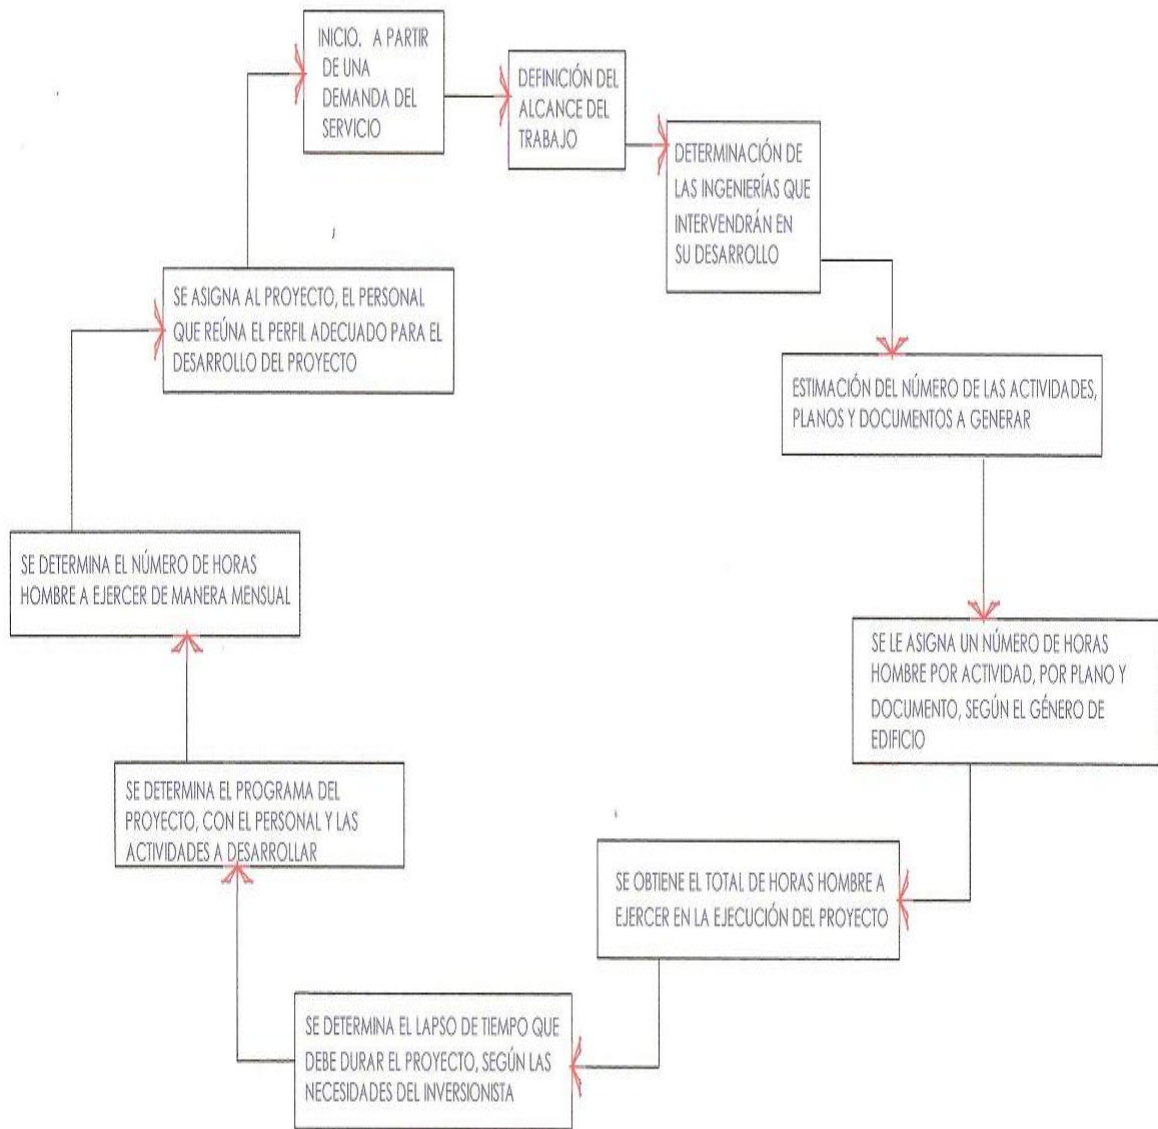 INICIO. A PARTIR
DE UNA
DEMANDA DEL
SERVICIO
DEFINICIÓN DEL
ALCANCE DEL
TRABAJO
DETERMINACIÓN DE
LAS INGENIERÍAS QUE
INTERVENDRÁN EN
SU DESARROLLO
ESTIMACIÓN DEL NÚMERO DE LAS ACTIVIDADES,
PLANOS Y DOCUMENTOS A GENERAR
SE LE ASIGNA UN NÚMERO DE HORAS
HOMBRE POR ACTIVIDAD, POR PLANO Y
DOCUMENTO, SEGÚN EL GÉNERO DE
EDIFICIO
SE OBTIENE EL TOTAL DE HORAS HOMBRE A
EJERCER EN LA EJECUCIÓN DEL PROYECTO
SE DETERMINA EL LAPSO DE TIEMPO QUE
DEBE DURAR EL PROYECTO, SEGÚN LAS
NECESIDADES DEL INVERSIONISTA
SE DETERMINA EL PROGRAMA DEL
PROYECTO, CON EL PERSONAL Y LAS
ACTIVIDADES A DESARROLLAR
SE DETERMINA EL NÚMERO DE HORAS
HOMBRE A EJERCER DE MANERA MENSUAL
SE ASIGNA AL PROYECTO, EL PERSONAL
QUE REÚNA EL PERFIL ADECUADO PARA EL
DESARROLLO DEL PROYECTO